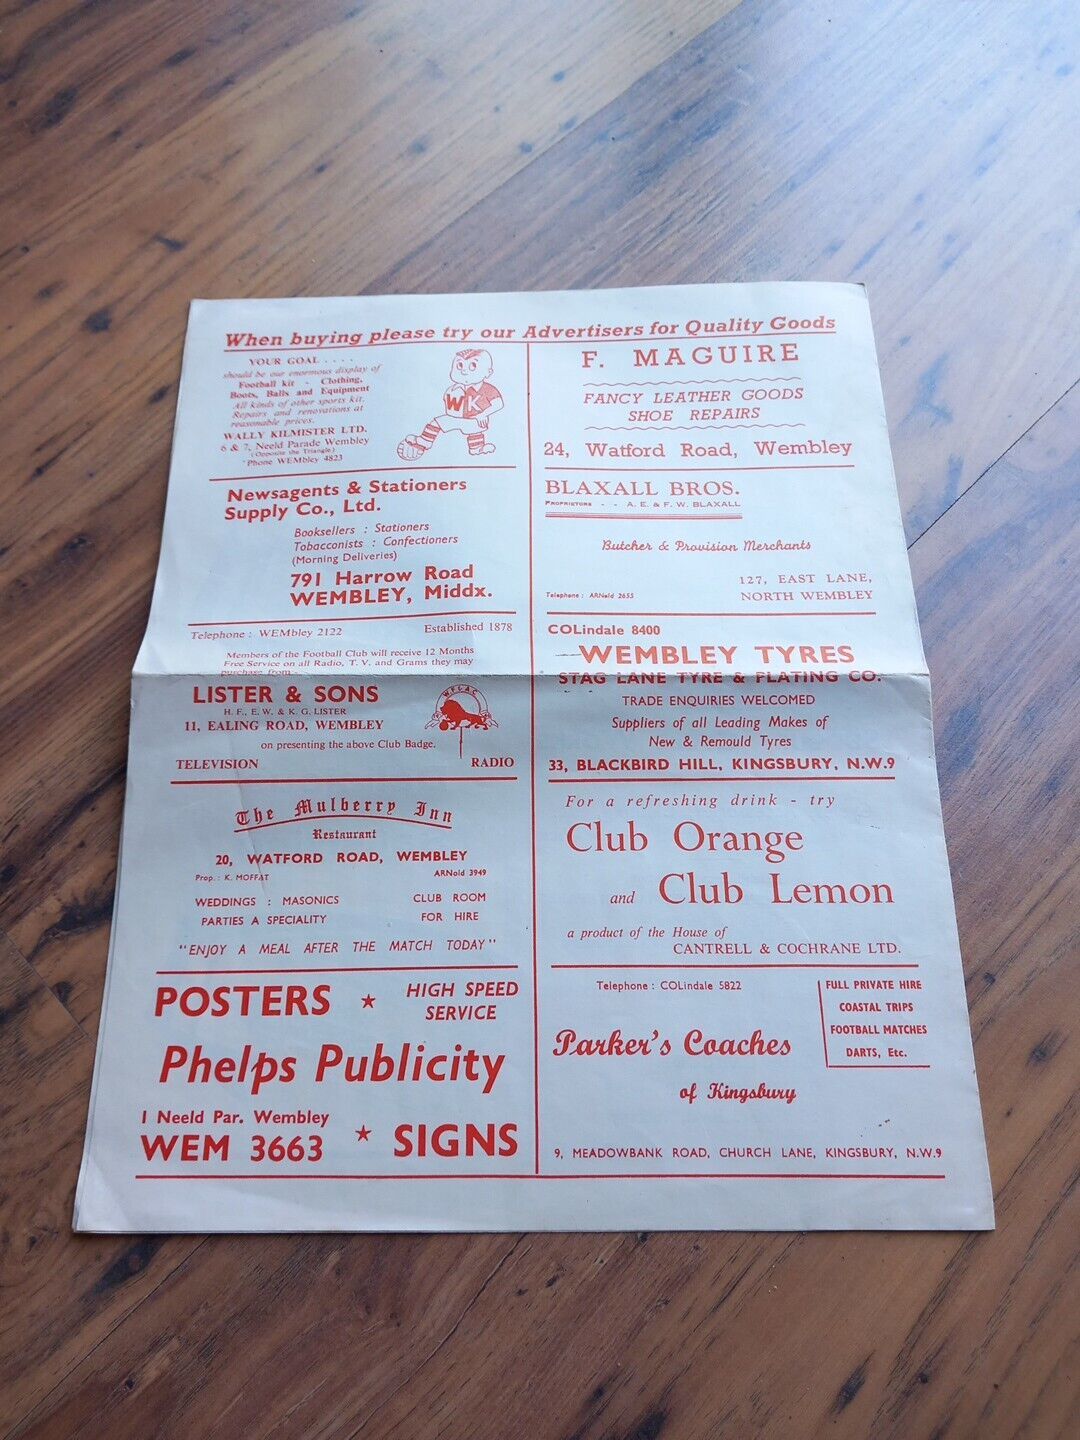 When buying please try our Advertisers for Quality Goods
YOUR GOAL . . . .
should be our enormous display of
Football kit - Clothing,
Boots, Balls and Equipment
All kinds of other sports kit.
Repairs and renovations at
reasonable prices.
WALLY KILMISTER LTD.
6 & 7, Neeld Parade Wembley
(Opposite the Triangle)
'Phone WEMbley 4823
WK
Newsagents & Stationers
Supply Co., Ltd.
Booksellers : Stationers
Tobacconists : Confectioners
(Morning Deliveries)
791 Harrow Road
WEMBLEY, Middx.
Telephone : WEMbley 2122 Established 1878
Members of the Football Club will receive 12 Months
Free Service on all Radio, T. V. and Grams they may
purchase from-
LISTER & SONS
H. F., E. W. & K. G. LISTER
11, EALING ROAD, WEMBLEY
W.F.C.A.C.
on presenting the above Club Badge.
TELEVISION RADIO
The Mulberry Inn
Restaurant
20, WATFORD ROAD, WEMBLEY
Prop. : K. MOFFAT ARNold 3949
WEDDINGS : MASONICS CLUB ROOM
PARTIES A SPECIALITY FOR HIRE
"ENJOY A MEAL AFTER THE MATCH TODAY"
POSTERS ★ HIGH SPEED
SERVICE
Phelps Publicity
1 Neeld Par. Wembley
WEM 3663 ★ SIGNS
F. MAGUIRE
FANCY LEATHER GOODS
SHOE REPAIRS
24, Watford Road, Wembley
BLAXALL BROS.
PROPRIETORS - - A. E. & F. W. BLAXALL
Butcher & Provision Merchants
127, EAST LANE,
Telephone : ARNold 2655 NORTH WEMBLEY
COLindale 8400
WEMBLEY TYRES
STAG LANE TYRE & PLATING CO.
TRADE ENQUIRIES WELCOMED
Suppliers of all Leading Makes of
New & Remould Tyres
33, BLACKBIRD HILL, KINGSBURY, N.W.9
For a refreshing drink - try
Club Orange
and Club Lemon
a product of the House of
CANTRELL & COCHRANE LTD.
Telephone : COLindale 5822
FULL PRIVATE HIRE
COASTAL TRIPS
FOOTBALL MATCHES
DARTS, Etc.
Parker's Coaches
of Kingsbury
9, MEADOWBANK ROAD, CHURCH LANE, KINGSBURY, N.W.9